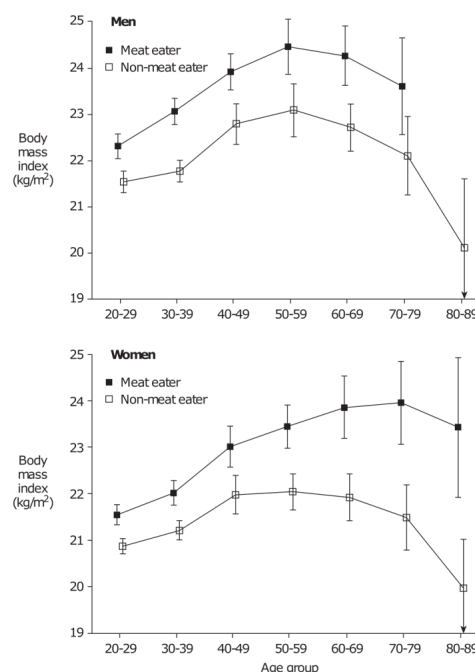 25
Men
Meat eater
24
Non-meat eater
23
Body
mass
index
(kg/m²)
22
21
20
19
20-29 30-39 40-49 50-59 60-69 70-79 80-89
25
Women
Meat eater
24
Non-meat eater
23
Body
mass
index
(kg/m²)
22
21
20
19
20-29 30-39 40-49 50-59 60-69 70-79 80-89
Age group